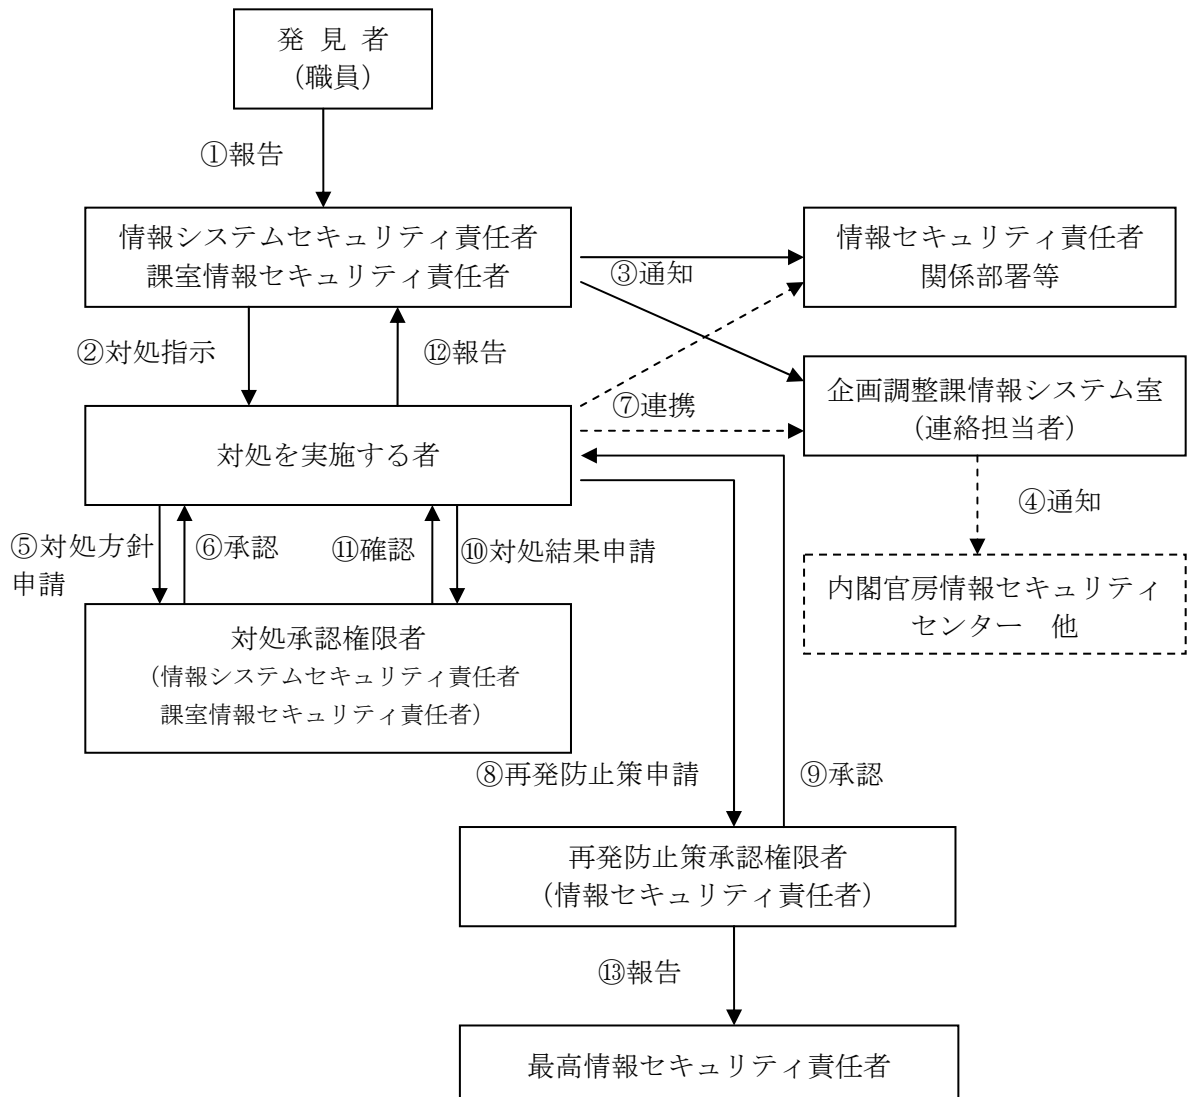 発 見 者
（職員）
①報告
情報システムセキュリティ責任者
課室情報セキュリティ責任者
情報セキュリティ責任者
関係部署等
③通知
②対処指示
⑫報告
企画調整課情報システム室
（連絡担当者）
⑦連携
対処を実施する者
④通知
⑤対処方針
申請
⑥承認
⑪確認
⑩対処結果申請
内閣官房情報セキュリティ
センター　他
対処承認権限者
（情報システムセキュリティ責任者
課室情報セキュリティ責任者）
⑧再発防止策申請
⑨承認
再発防止策承認権限者
（情報セキュリティ責任者）
⑬報告
最高情報セキュリティ責任者